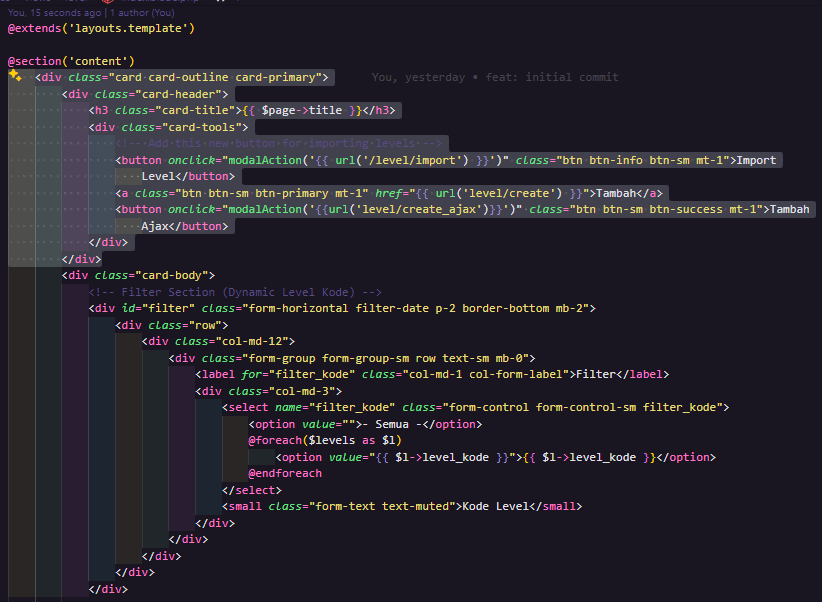 You, 15 seconds ago | 1 author (You)
@extends('layouts.template')
@section('content')
<div class="card card-outline card-primary">      You, yesterday • feat: initial commit
<div class="card-header">
<h3 class="card-title">{{ $page->title }}</h3>
<div class="card-tools">
<!-- Add this new button for importing levels -->
<button onclick="modalAction('{{ url('/level/import') }}')" class="btn btn-info btn-sm mt-1">Import
Level</button>
<a class="btn btn-sm btn-primary mt-1" href="{{ url('level/create') }}">Tambah</a>
<button onclick="modalAction('{{url('level/create_ajax')}}')" class="btn btn-sm btn-success mt-1">Tambah
Ajax</button>
</div>
</div>
<div class="card-body">
<!-- Filter Section (Dynamic Level Kode) -->
<div id="filter" class="form-horizontal filter-date p-2 border-bottom mb-2">
<div class="row">
<div class="col-md-12">
<div class="form-group form-group-sm row text-sm mb-0">
<label for="filter_kode" class="col-md-1 col-form-label">Filter</label>
<div class="col-md-3">
<select name="filter_kode" class="form-control form-control-sm filter_kode">
<option value="">- Semua -</option>
@foreach($levels as $l)
<option value="{{ $l->level_kode }}">{{ $l->level_kode }}</option>
@endforeach
</select>
<small class="form-text text-muted">Kode Level</small>
</div>
</div>
</div>
</div>
</div>